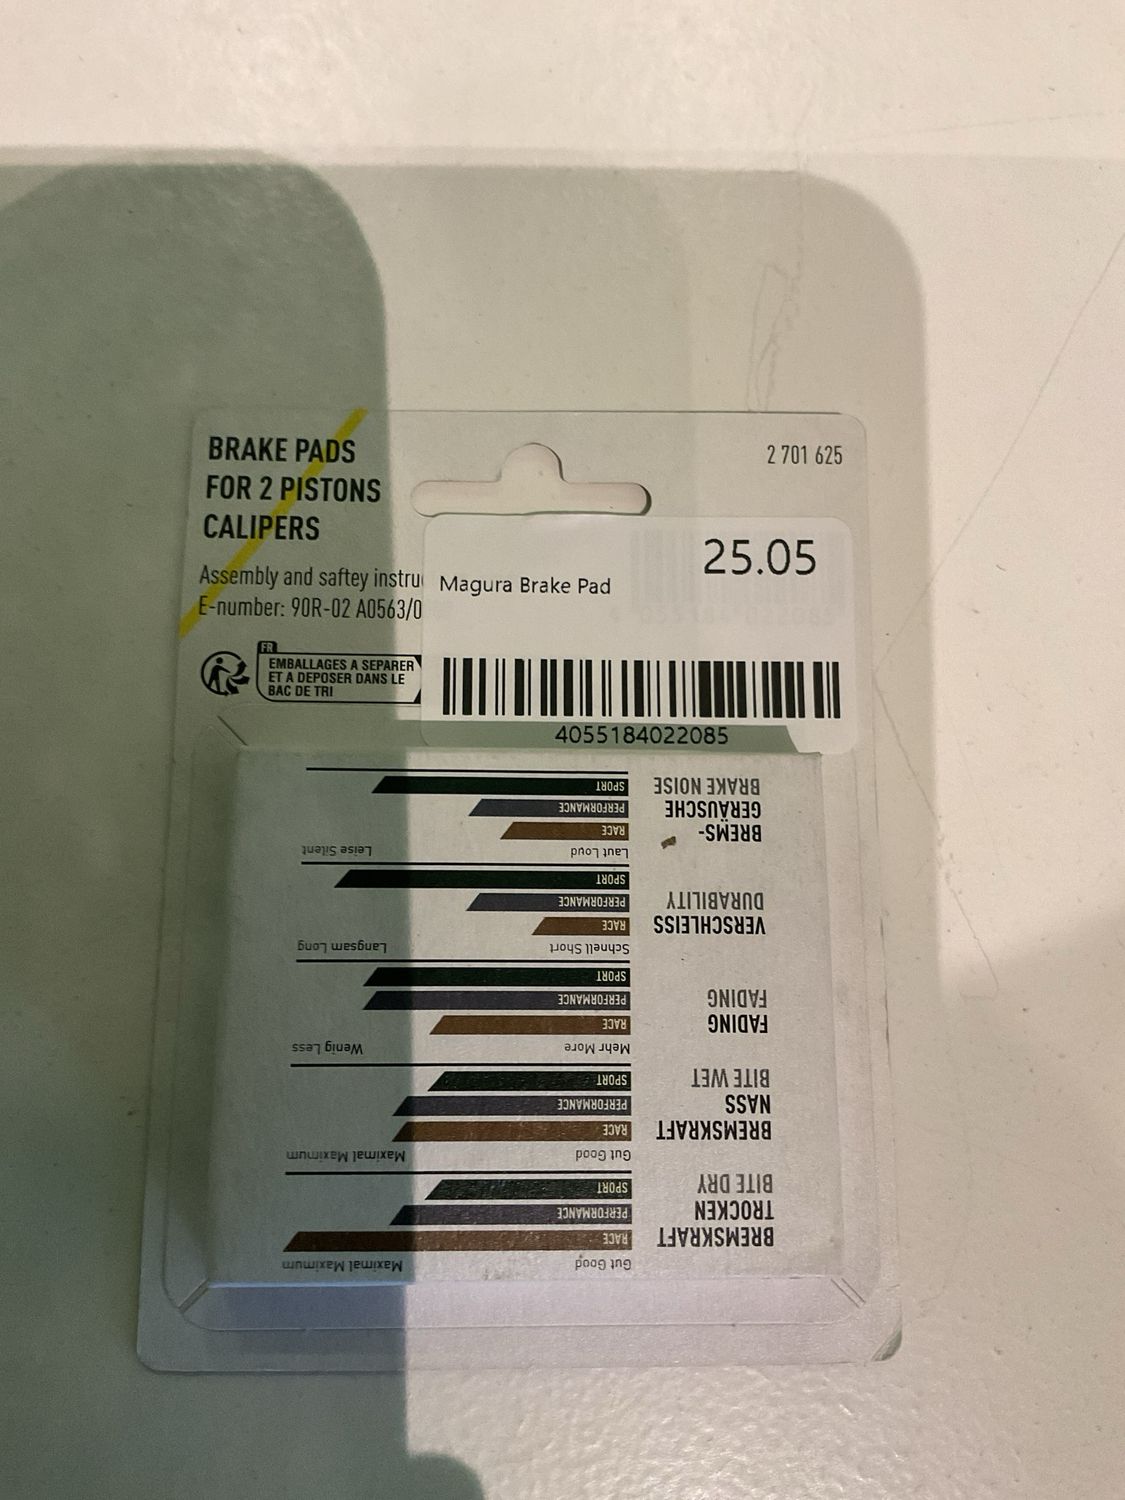 BRAKE PADS
FOR 2 PISTONS
CALIPERS
2 701 625
Assembly and saftey instru
E-number: 90R-02 A0563/0
FR
EMBALLAGES A SEPARER
ET A DEPOSER DANS LE
BAC DE TRI
25.05
Magura Brake Pad
4055184022085
BREMSKRAFT
TROCKEN
BITE DRY
Gut Good
Maximal Maximum
RACE
PERFORMANCE
SPORT
BREMSKRAFT
NASS
BITE WET
Gut Good
Maximal Maximum
RACE
PERFORMANCE
SPORT
FADING
FADING
Mehr More
Wenig Less
RACE
PERFORMANCE
SPORT
VERSCHLEISS
DURABILITY
Schnell Short
Langsam Long
RACE
PERFORMANCE
SPORT
BREMS-
GERÄUSCHE
BRAKE NOISE
Laut Loud
Leise Silent
RACE
PERFORMANCE
SPORT